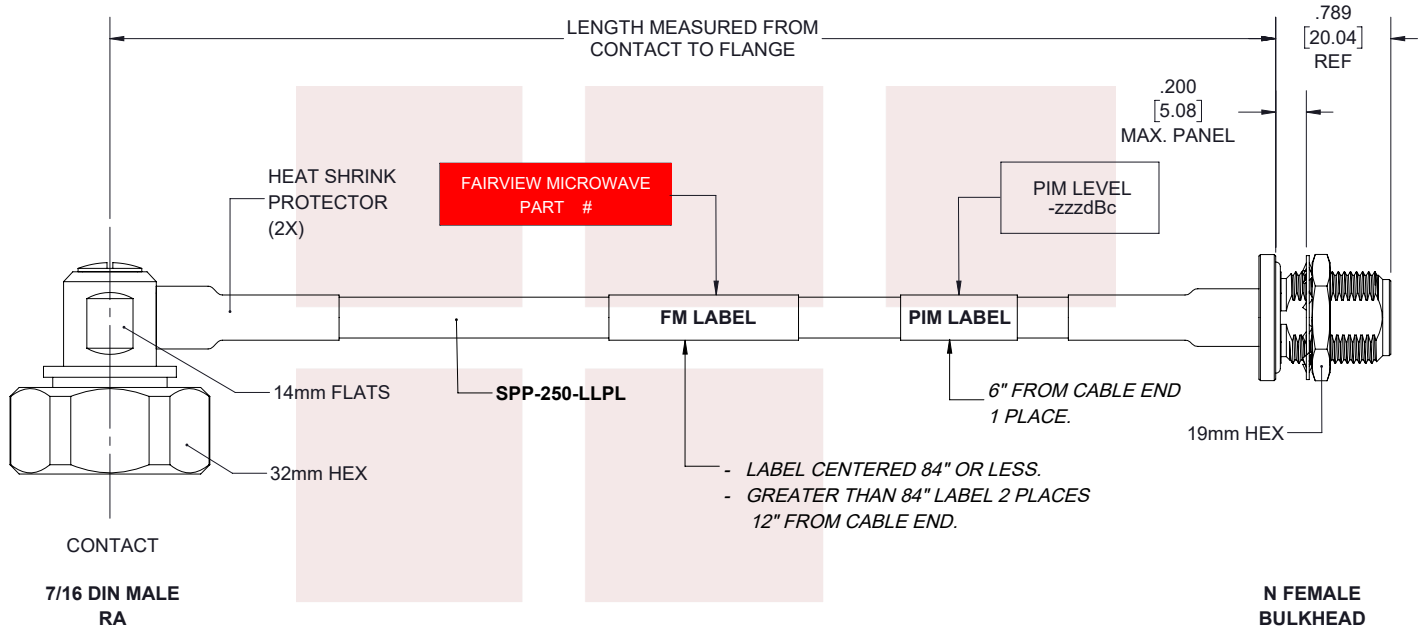 LENGTH MEASURED FROM
CONTACT TO FLANGE
.789
[20.04]
REF
.200
[5.08]
MAX. PANEL
HEAT SHRINK
PROTECTOR
(2X)
FAIRVIEW MICROWAVE
PART #
PIM LEVEL
-zzzdBc
FM LABEL
PIM LABEL
14mm FLATS
SPP-250-LLPL
6" FROM CABLE END
1 PLACE.
19mm HEX
32mm HEX
- LABEL CENTERED 84" OR LESS.
- GREATER THAN 84" LABEL 2 PLACES
12" FROM CABLE END.
CONTACT
7/16 DIN MALE
RA
N FEMALE
BULKHEAD